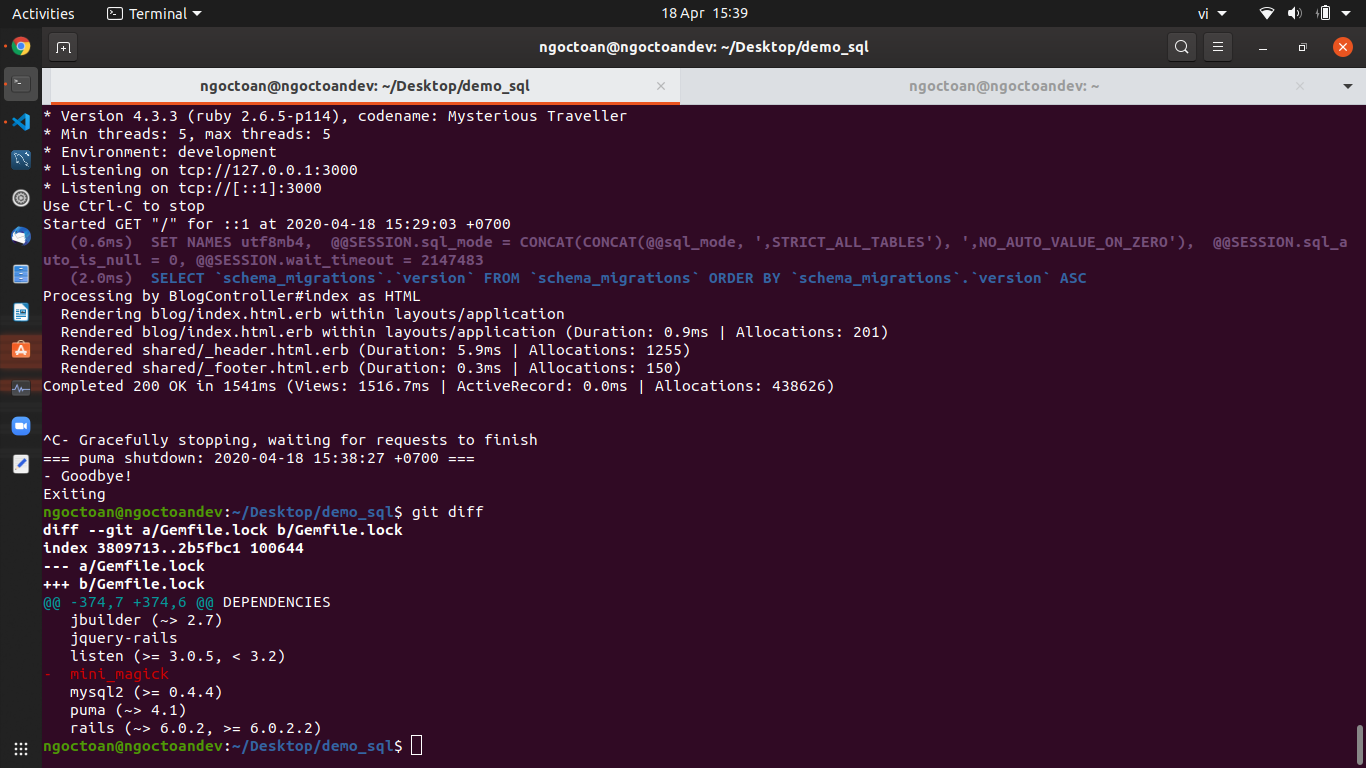 Activities
Terminal
18 Apr 15:39
vi
ngoctoan@ngoctoandev: ~/Desktop/demo_sql
ngoctoan@ngoctoandev: ~/Desktop/demo_sql
ngoctoan@ngoctoandev: ~
* Version 4.3.3 (ruby 2.6.5-p114), codename: Mysterious Traveller
* Min threads: 5, max threads: 5
* Environment: development
* Listening on tcp://127.0.0.1:3000
* Listening on tcp://[::1]:3000
Use Ctrl-C to stop
Started GET "/" for ::1 at 2020-04-18 15:29:03 +0700
   (0.6ms)  SET NAMES utf8mb4,  @@SESSION.sql_mode = CONCAT(CONCAT(@@sql_mode, ',STRICT_ALL_TABLES'), ',NO_AUTO_VALUE_ON_ZERO'),  @@SESSION.sql_a
uto_is_null = 0, @@SESSION.wait_timeout = 2147483
   (2.0ms)  SELECT `schema_migrations`.`version` FROM `schema_migrations` ORDER BY `schema_migrations`.`version` ASC
Processing by BlogController#index as HTML
  Rendering blog/index.html.erb within layouts/application
  Rendered blog/index.html.erb within layouts/application (Duration: 0.9ms | Allocations: 201)
  Rendered shared/_header.html.erb (Duration: 5.9ms | Allocations: 1255)
  Rendered shared/_footer.html.erb (Duration: 0.3ms | Allocations: 150)
Completed 200 OK in 1541ms (Views: 1516.7ms | ActiveRecord: 0.0ms | Allocations: 438626)
^C- Gracefully stopping, waiting for requests to finish
=== puma shutdown: 2020-04-18 15:38:27 +0700 ===
- Goodbye!
Exiting
ngoctoan@ngoctoandev:~/Desktop/demo_sql$ git diff
diff --git a/Gemfile.lock b/Gemfile.lock
index 3809713..2b5fbc1 100644
--- a/Gemfile.lock
+++ b/Gemfile.lock
@@ -374,7 +374,6 @@ DEPENDENCIES
   jbuilder (~> 2.7)
   jquery-rails
   listen (>= 3.0.5, < 3.2)
-  mini_magick
   mysql2 (>= 0.4.4)
   puma (~> 4.1)
   rails (~> 6.0.2, >= 6.0.2.2)
ngoctoan@ngoctoandev:~/Desktop/demo_sql$